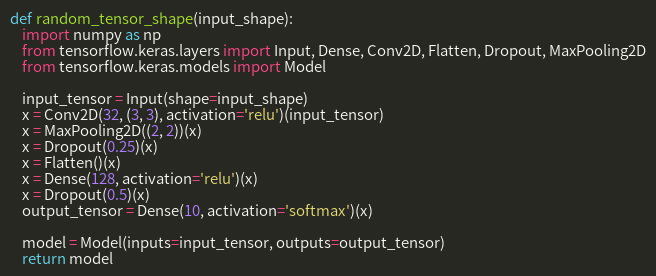 def random_tensor_shape(input_shape):
    import numpy as np
    from tensorflow.keras.layers import Input, Dense, Conv2D, Flatten, Dropout, MaxPooling2D
    from tensorflow.keras.models import Model

    input_tensor = Input(shape=input_shape)
    x = Conv2D(32, (3, 3), activation='relu')(input_tensor)
    x = MaxPooling2D((2, 2))(x)
    x = Dropout(0.25)(x)
    x = Flatten()(x)
    x = Dense(128, activation='relu')(x)
    x = Dropout(0.5)(x)
    output_tensor = Dense(10, activation='softmax')(x)

    model = Model(inputs=input_tensor, outputs=output_tensor)
    return model